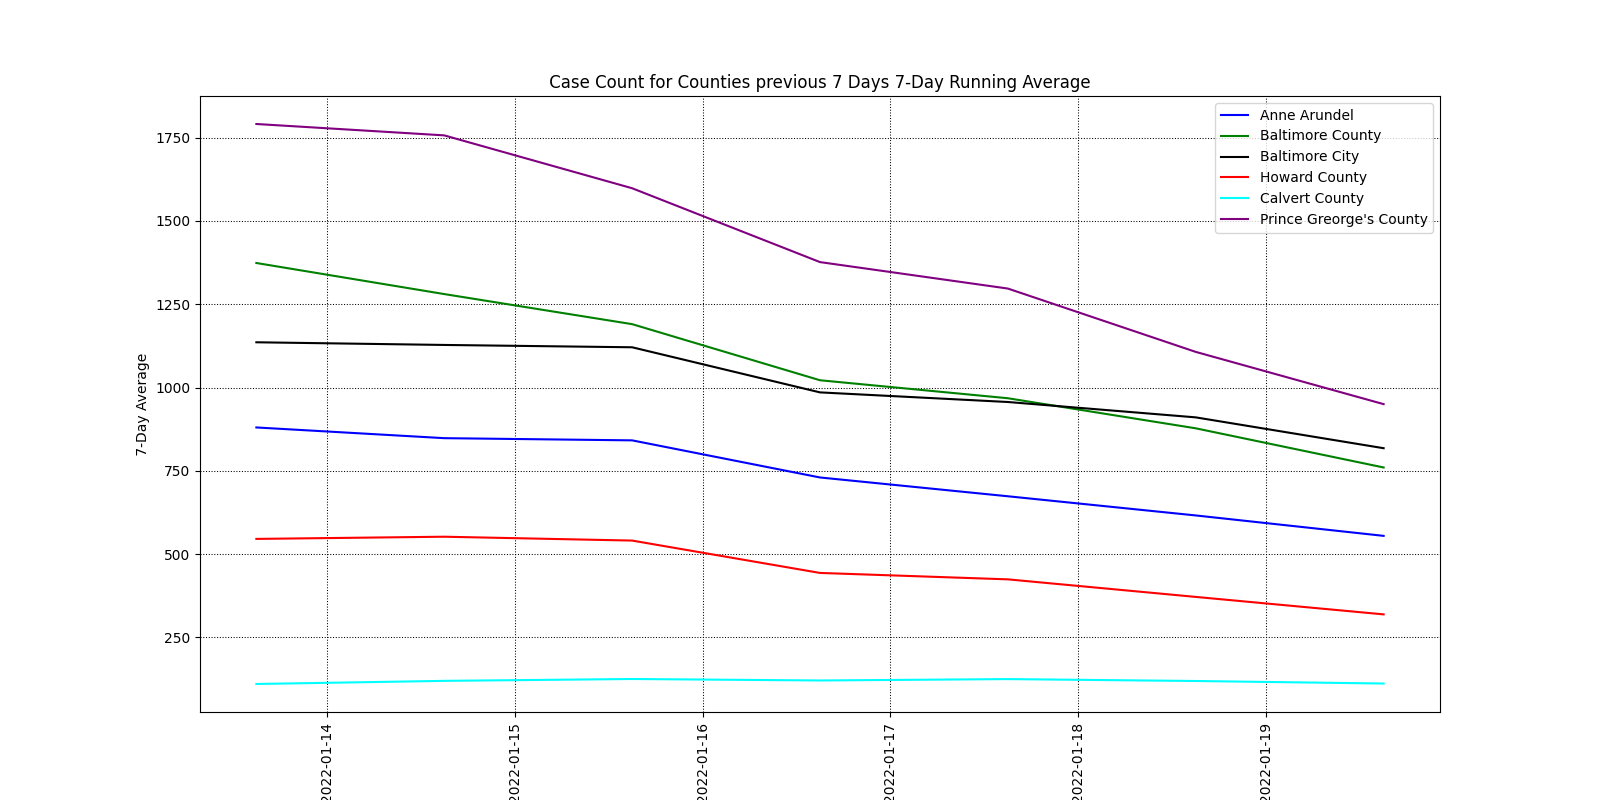 Case Count for Counties previous 7 Days 7-Day Running Average
Anne Arundel
Baltimore County
Baltimore City
Howard County
Calvert County
Prince Greorge's County
7-Day Average
1750
1500
1250
1000
750
500
250
2022-01-14
2022-01-15
2022-01-16
2022-01-17
2022-01-18
2022-01-19